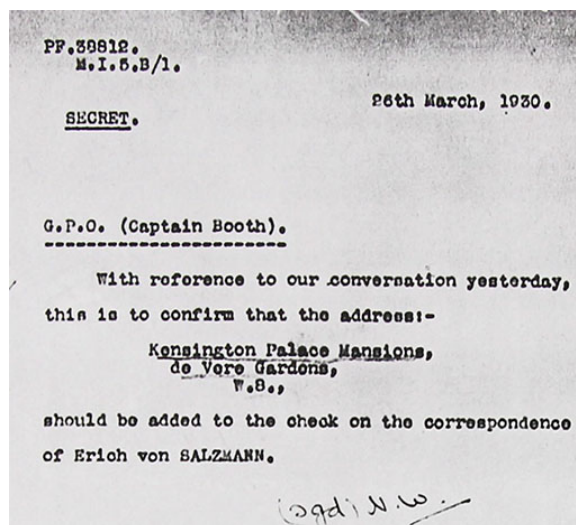 PF.38812.
M.I.5.B/1.
26th March, 1930.
SECRET.
G.P.O. (Captain Booth).
With reference to our conversation yesterday,
this is to confirm that the address:-
Kensington Palace Mansions,
de Vere Gardens,
W.8.,
should be added to the check on the correspondence
of Erich von SALZMANN.
(sgd) N.W.